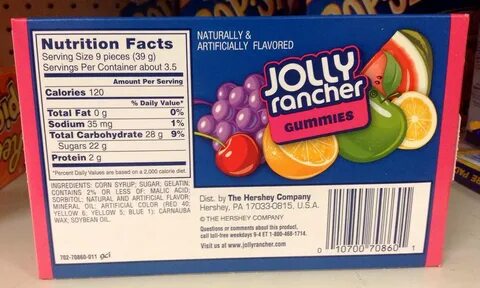 Nutrition Facts
Serving Size 9 pieces (39 g)
Servings Per Container about 3.5
Amount Per Serving
Calories 120
% Daily Value*
Total Fat 0 g 0%
Sodium 35 mg 1%
Total Carbohydrate 28 g 9%
Sugars 22 g
Protein 2 g
*Percent Daily Values are based on a 2,000 calorie diet.
INGREDIENTS: CORN SYRUP; SUGAR; GELATIN;
CONTAINS 2% OR LESS OF: MALIC ACID;
SORBITOL; NATURAL AND ARTIFICIAL FLAVOR;
MINERAL OIL; ARTIFICIAL COLOR (RED 40;
YELLOW 6; YELLOW 5; BLUE 1); CARNAUBA
WAX; SOYBEAN OIL.
702-70860-011 gci
NATURALLY &
ARTIFICIALLY FLAVORED
JOLLY
rancher
GUMMIES
Dist. by The Hershey Company
Hershey, PA 17033-0815, U.S.A.
© THE HERSHEY COMPANY
Questions or comments about this product,
call toll-free weekdays 9-4 ET 1-800-468-1714.
Visit us at www.jollyrancher.com
0 10700 70860 1